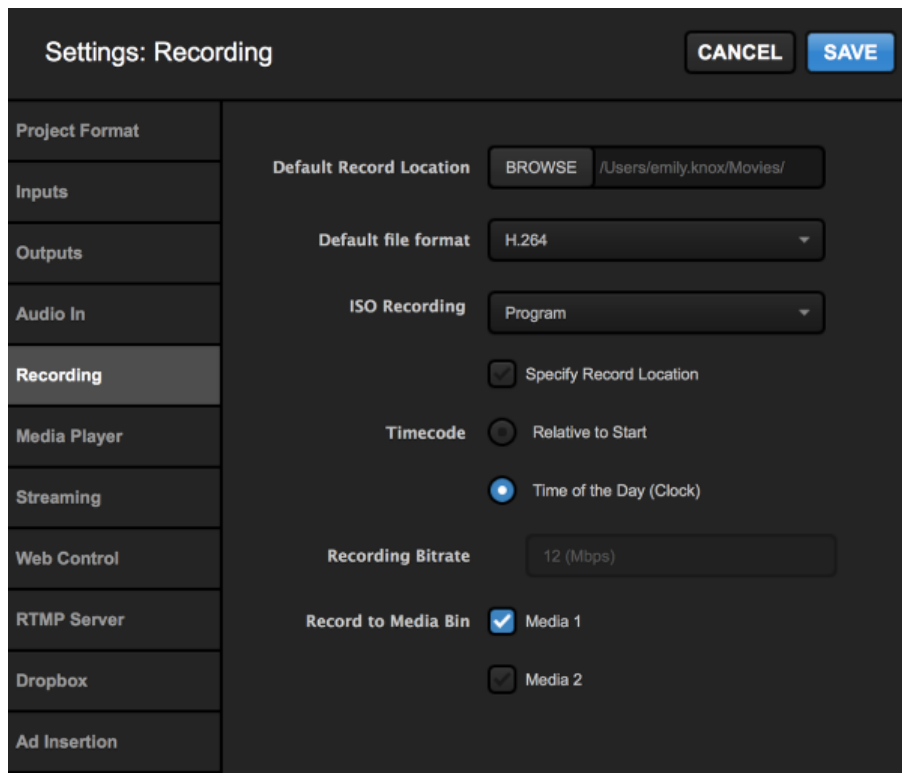 Settings: Recording
CANCEL
SAVE
Project Format
Inputs
Outputs
Audio In
Recording
Media Player
Streaming
Web Control
RTMP Server
Dropbox
Ad Insertion
Default Record Location
BROWSE
/Users/emily.knox/Movies/
Default file format
H.264
ISO Recording
Program
Specify Record Location
Timecode
Relative to Start
Time of the Day (Clock)
Recording Bitrate
12 (Mbps)
Record to Media Bin
Media 1
Media 2